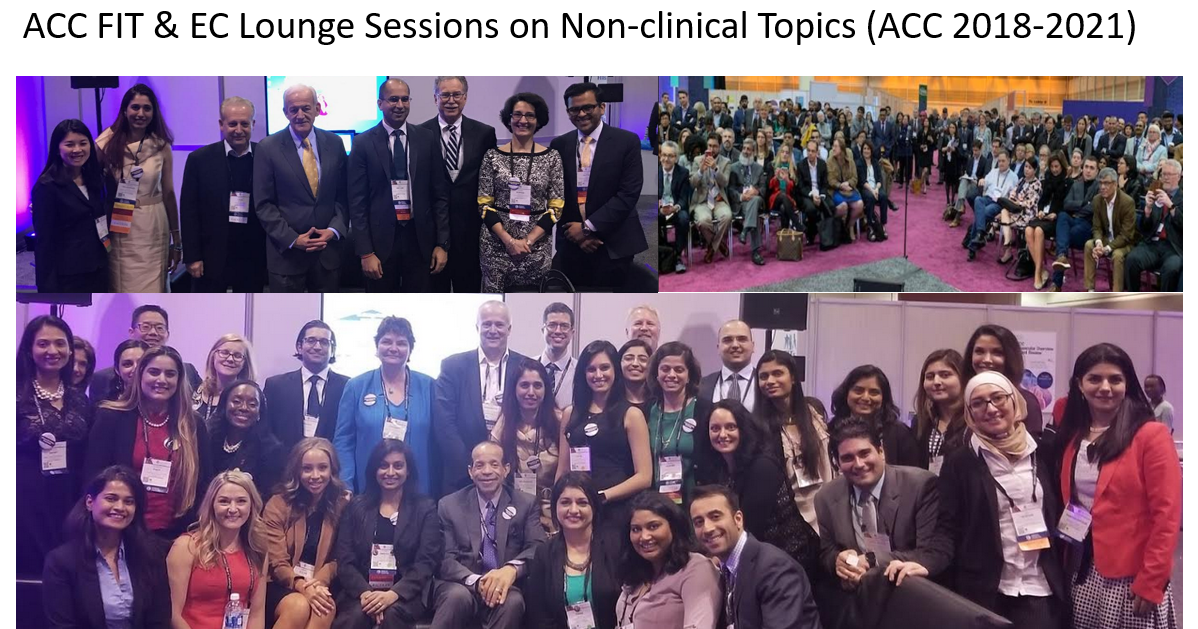 ACC FIT & EC Lounge Sessions on Non-clinical Topics (ACC 2018-2021)